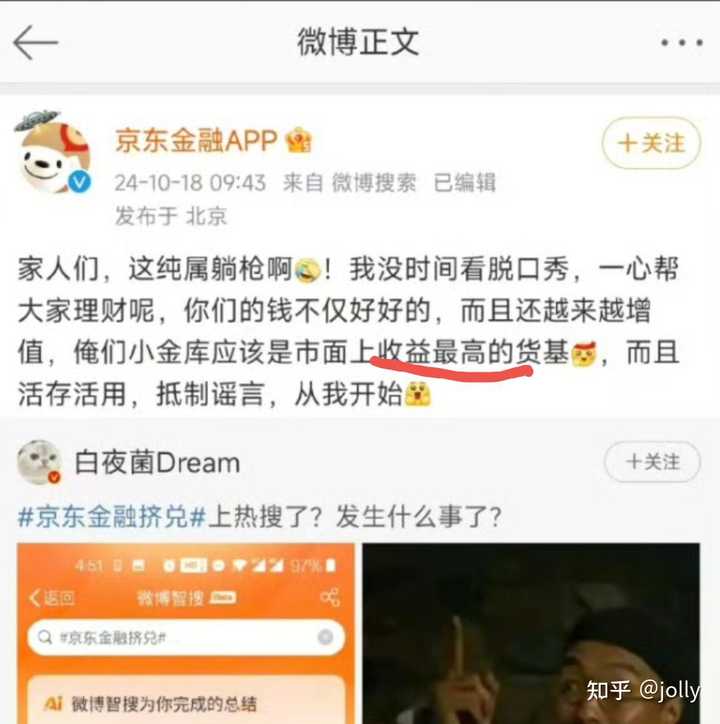 微博正文
京东金融APP
24-10-18 09:43 来自 微博搜索 已编辑
发布于 北京
+关注
家人们，这纯属躺枪啊！我没时间看脱口秀，一心帮
大家理财呢，你们的钱不仅好好的，而且还越来越增
值，俺们小金库应该是市面上收益最高的货基，而且
活存活用，抵制谣言，从我开始
白夜菌Dream
+关注
#京东金融挤兑#上热搜了？发生什么事了？
4:51
97%
返回
微博智搜 Beta
#京东金融挤兑#
Ai 微博智搜为你完成的总结
知乎 @jolly